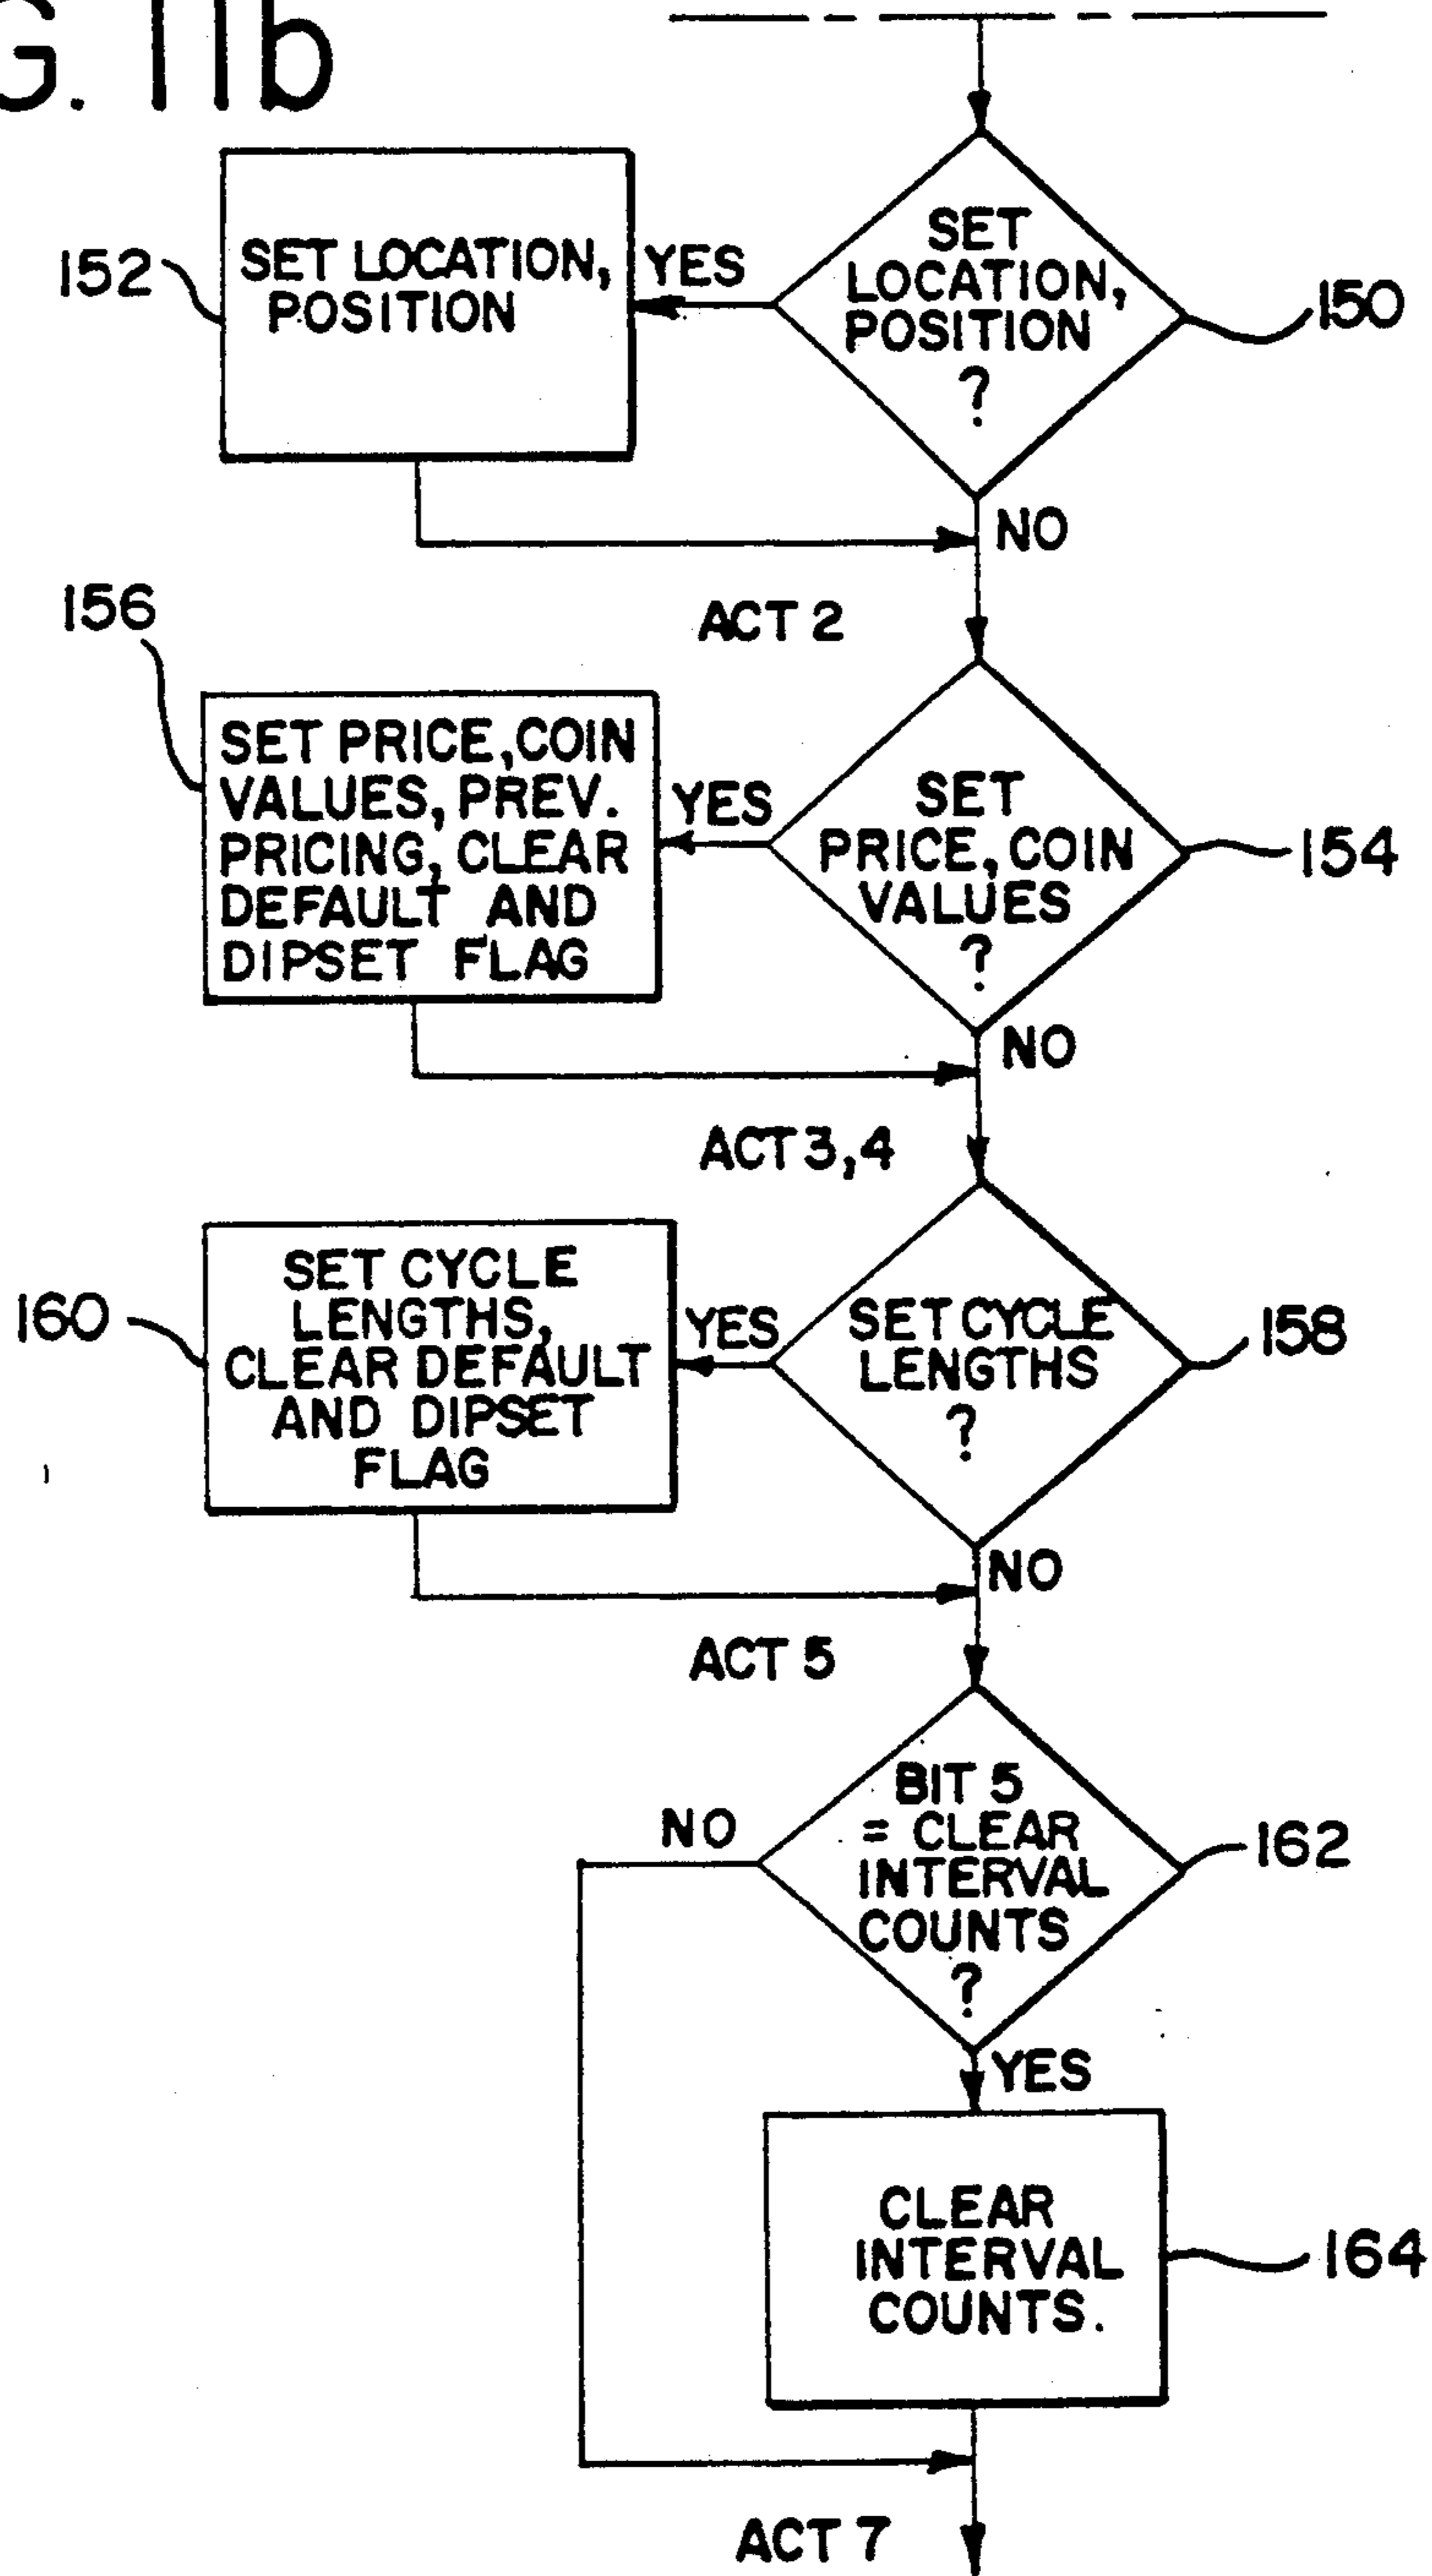 G. 11b
SET LOCATION,
POSITION
152
YES
SET
LOCATION,
POSITION
?
150
NO
ACT 2
156
SET PRICE, COIN
VALUES, PREV.
PRICING, CLEAR
DEFAULT AND
DIPSET FLAG
YES
SET
PRICE, COIN
VALUES
?
154
NO
ACT 3,4
160
SET CYCLE
LENGTHS,
CLEAR DEFAULT
AND DIPSET
FLAG
YES
SET CYCLE
LENGTHS
?
158
NO
ACT 5
NO
BIT 5
= CLEAR
INTERVAL
COUNTS
?
162
YES
CLEAR
INTERVAL
COUNTS.
164
ACT 7